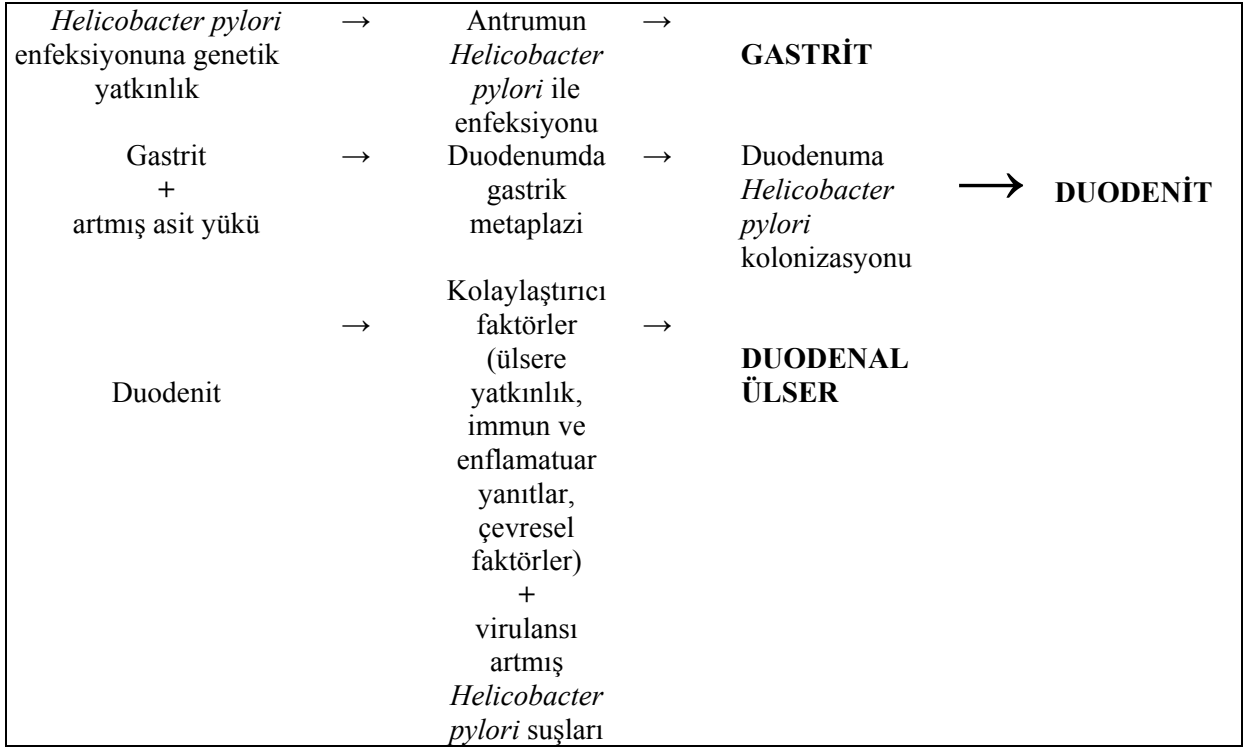 Helicobacter pylori → Antrumun →
enfeksiyonuna genetik Helicobacter GASTRİT
yatkınlık pylori ile
enfeksiyonu
Gastrit → Duodenumda → Duodenuma
+ gastrik Helicobacter → DUODENİT
artmış asit yükü metaplazi pylori
kolonizasyonu
Kolaylaştırıcı
→ faktörler →
(ülsere DUODENAL
Duodenit yatkınlık, ÜLSER
immun ve
enflamatuar
yanıtlar,
çevresel
faktörler)
+
virulansı
artmış
Helicobacter
pylori suşları